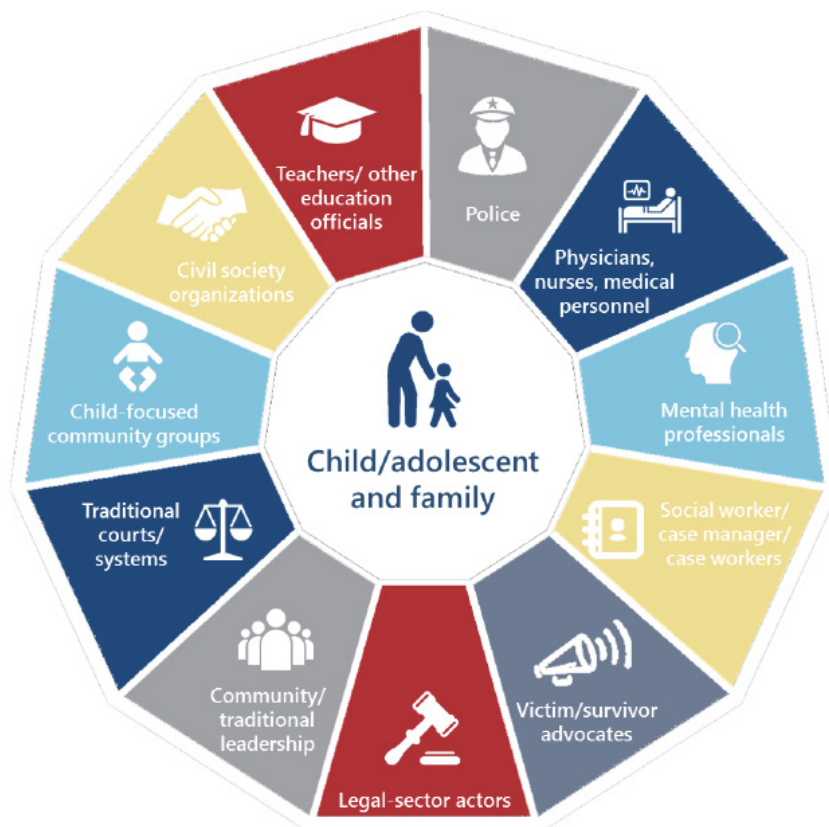 Teachers/ other
education
officials
Police
Physicians,
nurses, medical
personnel
Mental health
professionals
Social worker/
case manager/
case workers
Victim/survivor
advocates
Legal-sector actors
Community/
traditional
leadership
Traditional
courts/
systems
Child-focused
community groups
Civil society
organizations
Child/adolescent
and family